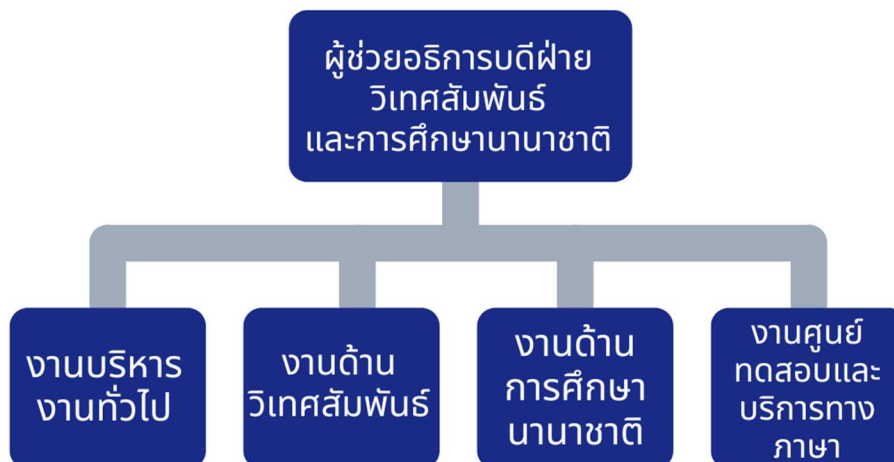 ผู้ช่วยอธิการบดีฝ่าย
วิเทศสัมพันธ์
และการศึกษานานาชาติ
งานบริหาร
งานทั่วไป
งานด้าน
วิเทศสัมพันธ์
งานด้าน
การศึกษา
นานาชาติ
งานศูนย์
ทดสอบและ
บริการทาง
ภาษา